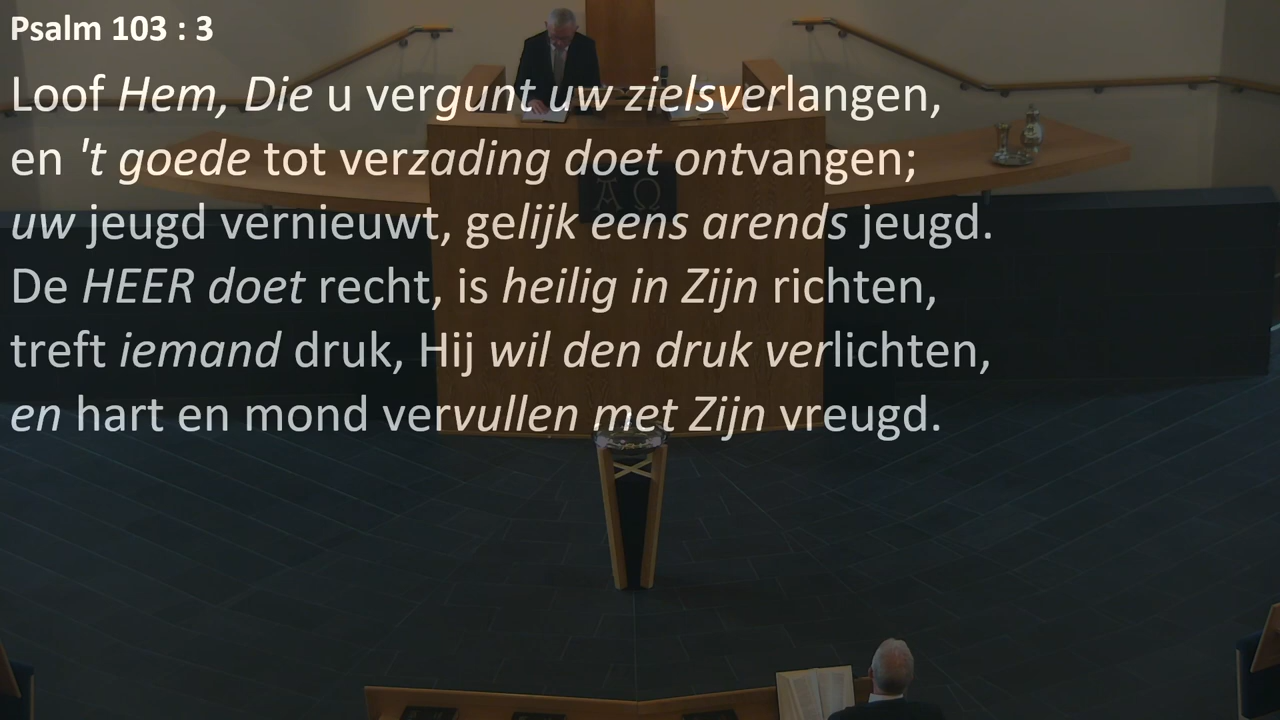 Psalm 103 : 3
Loof Hem, Die u vergunt uw zielsverlangen,
en 't goede tot verzading doet ontvangen;
uw jeugd vernieuwt, gelijk eens arends jeugd.
De HEER doet recht, is heilig in Zijn richten,
treft iemand druk, Hij wil den druk verlichten,
en hart en mond vervullen met Zijn vreugd.
Α Ω